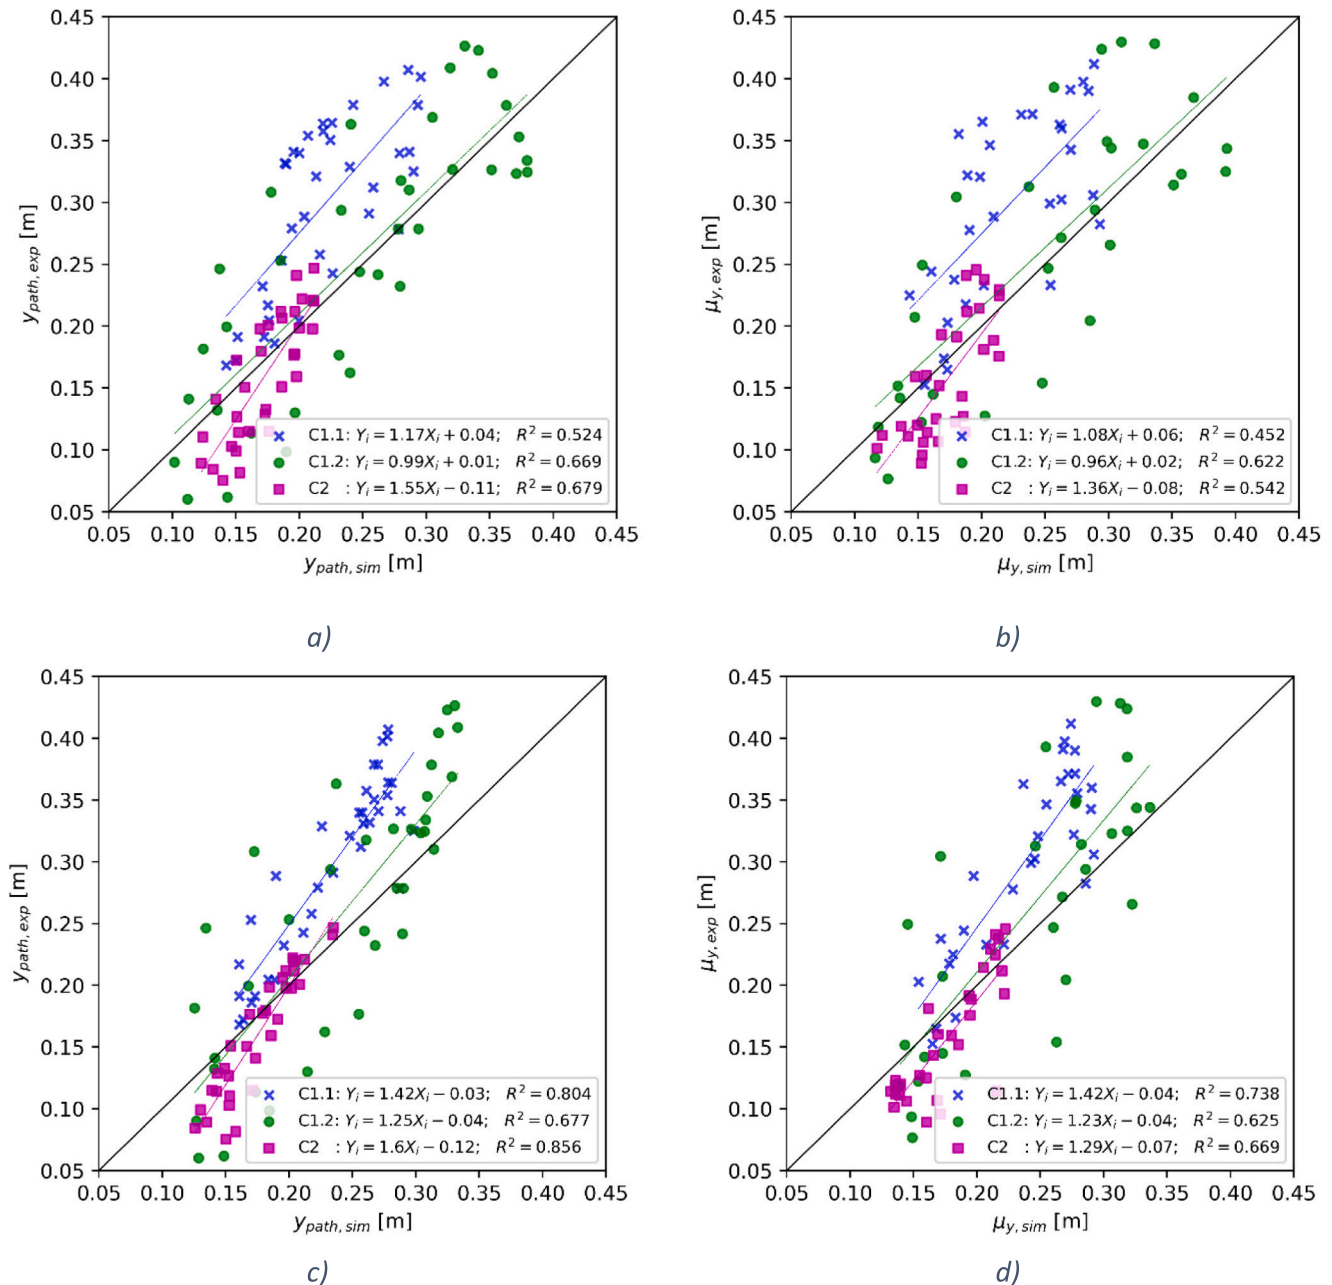 0.45 0.45
0.40 0.40
0.35 0.35
0.30 0.30
y_path,exp [m] μ_y,exp [m]
0.25 0.25
0.20 0.20
0.15 0.15
0.10 0.10
C1.1: Y_i = 1.17X_i + 0.04; R² = 0.524 C1.1: Y_i = 1.08X_i + 0.06; R² = 0.452
C1.2: Y_i = 0.99X_i + 0.01; R² = 0.669 C1.2: Y_i = 0.96X_i + 0.02; R² = 0.622
C2 : Y_i = 1.55X_i − 0.11; R² = 0.679 C2 : Y_i = 1.36X_i − 0.08; R² = 0.542
0.05 0.05
0.05 0.10 0.15 0.20 0.25 0.30 0.35 0.40 0.45 0.05 0.10 0.15 0.20 0.25 0.30 0.35 0.40 0.45
y_path,sim [m] μ_y,sim [m]
a) b)
0.45 0.45
0.40 0.40
0.35 0.35
0.30 0.30
y_path,exp [m] μ_y,exp [m]
0.25 0.25
0.20 0.20
0.15 0.15
0.10 0.10
C1.1: Y_i = 1.42X_i − 0.03; R² = 0.804 C1.1: Y_i = 1.42X_i − 0.04; R² = 0.738
C1.2: Y_i = 1.25X_i − 0.04; R² = 0.677 C1.2: Y_i = 1.23X_i − 0.04; R² = 0.625
C2 : Y_i = 1.6X_i − 0.12; R² = 0.856 C2 : Y_i = 1.29X_i − 0.07; R² = 0.669
0.05 0.05
0.05 0.10 0.15 0.20 0.25 0.30 0.35 0.40 0.45 0.05 0.10 0.15 0.20 0.25 0.30 0.35 0.40 0.45
y_path,sim [m] μ_y,sim [m]
c) d)